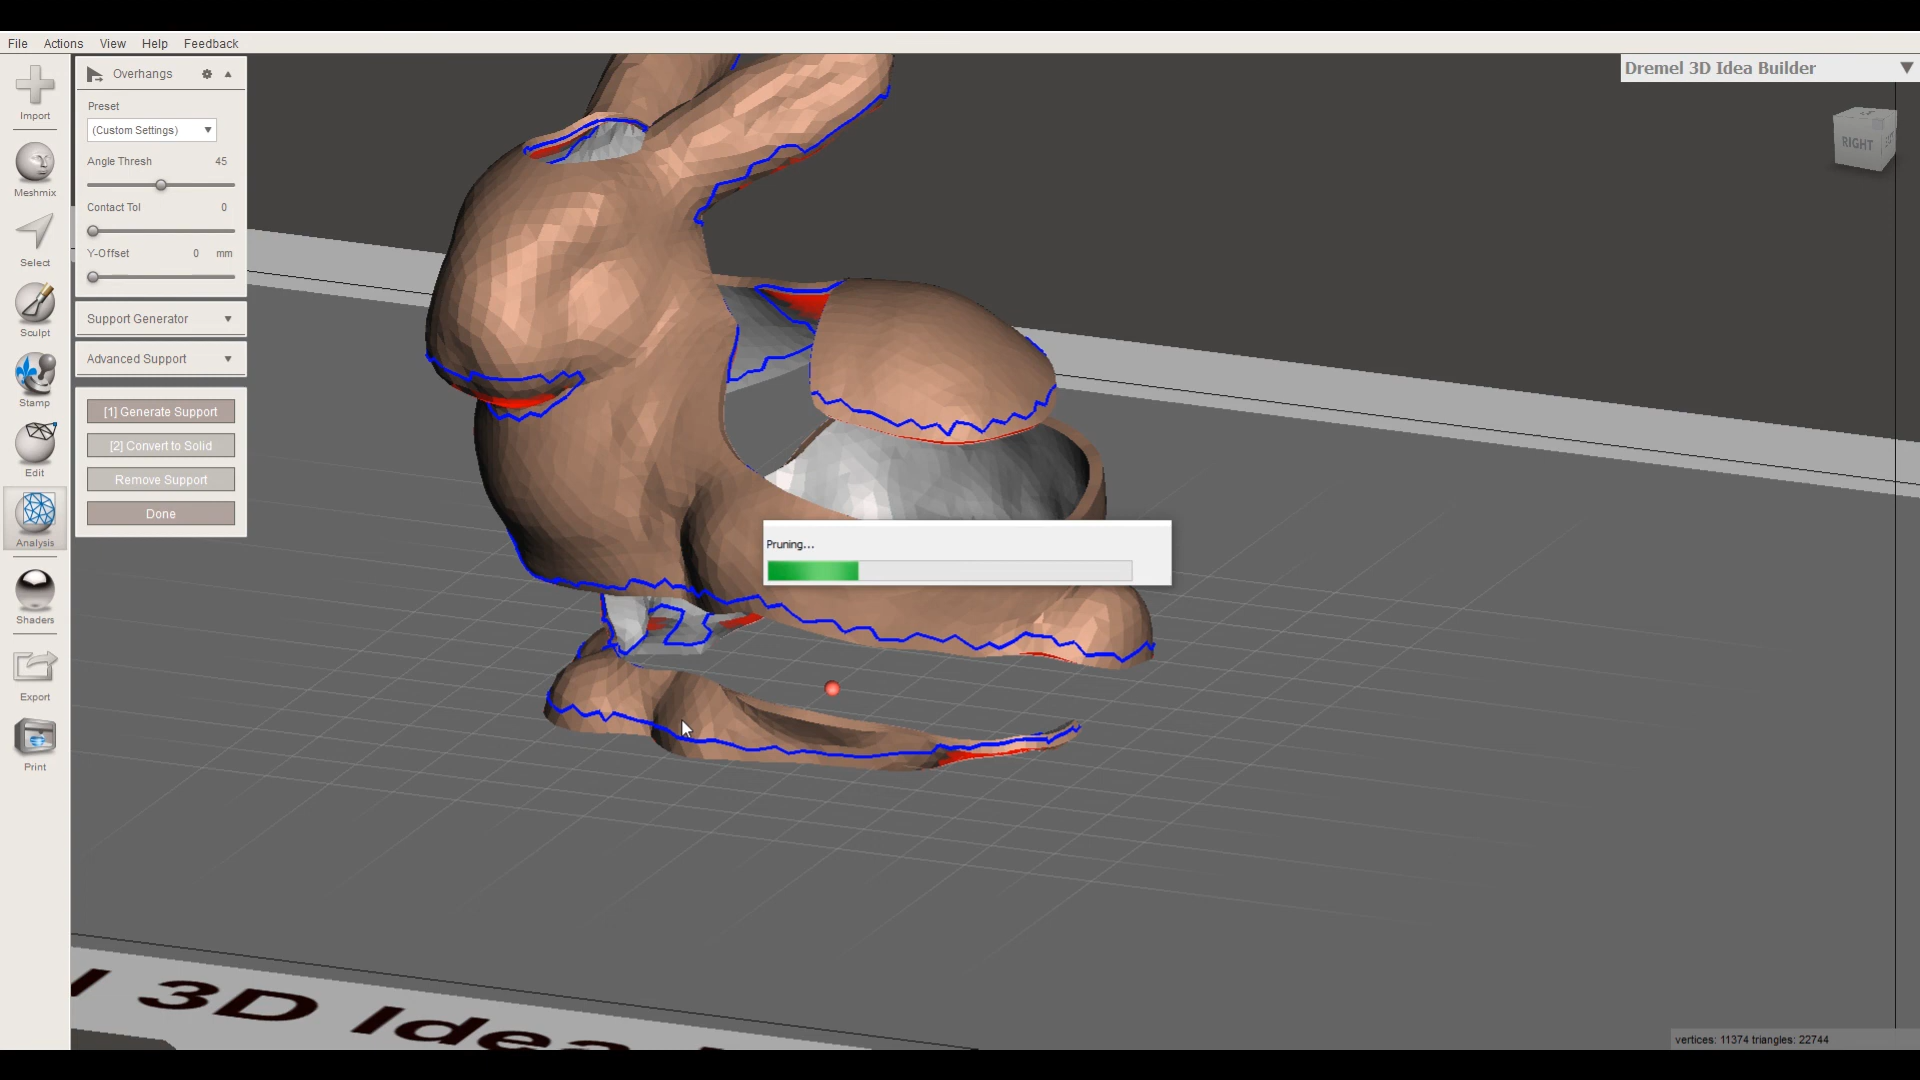 File Actions View Help Feedback
Import
Meshmix
Select
Sculpt
Stamp
Edit
Analysis
Shaders
Export
Print
Overhangs
Preset
(Custom Settings)
Angle Thresh 45
Contact Tol 0
Y-Offset 0 mm
Support Generator
Advanced Support
[1] Generate Support
[2] Convert to Solid
Remove Support
Done
Dremel 3D Idea Builder
RIGHT
Pruning...
3D Idea
vertices: 11374 triangles: 22744